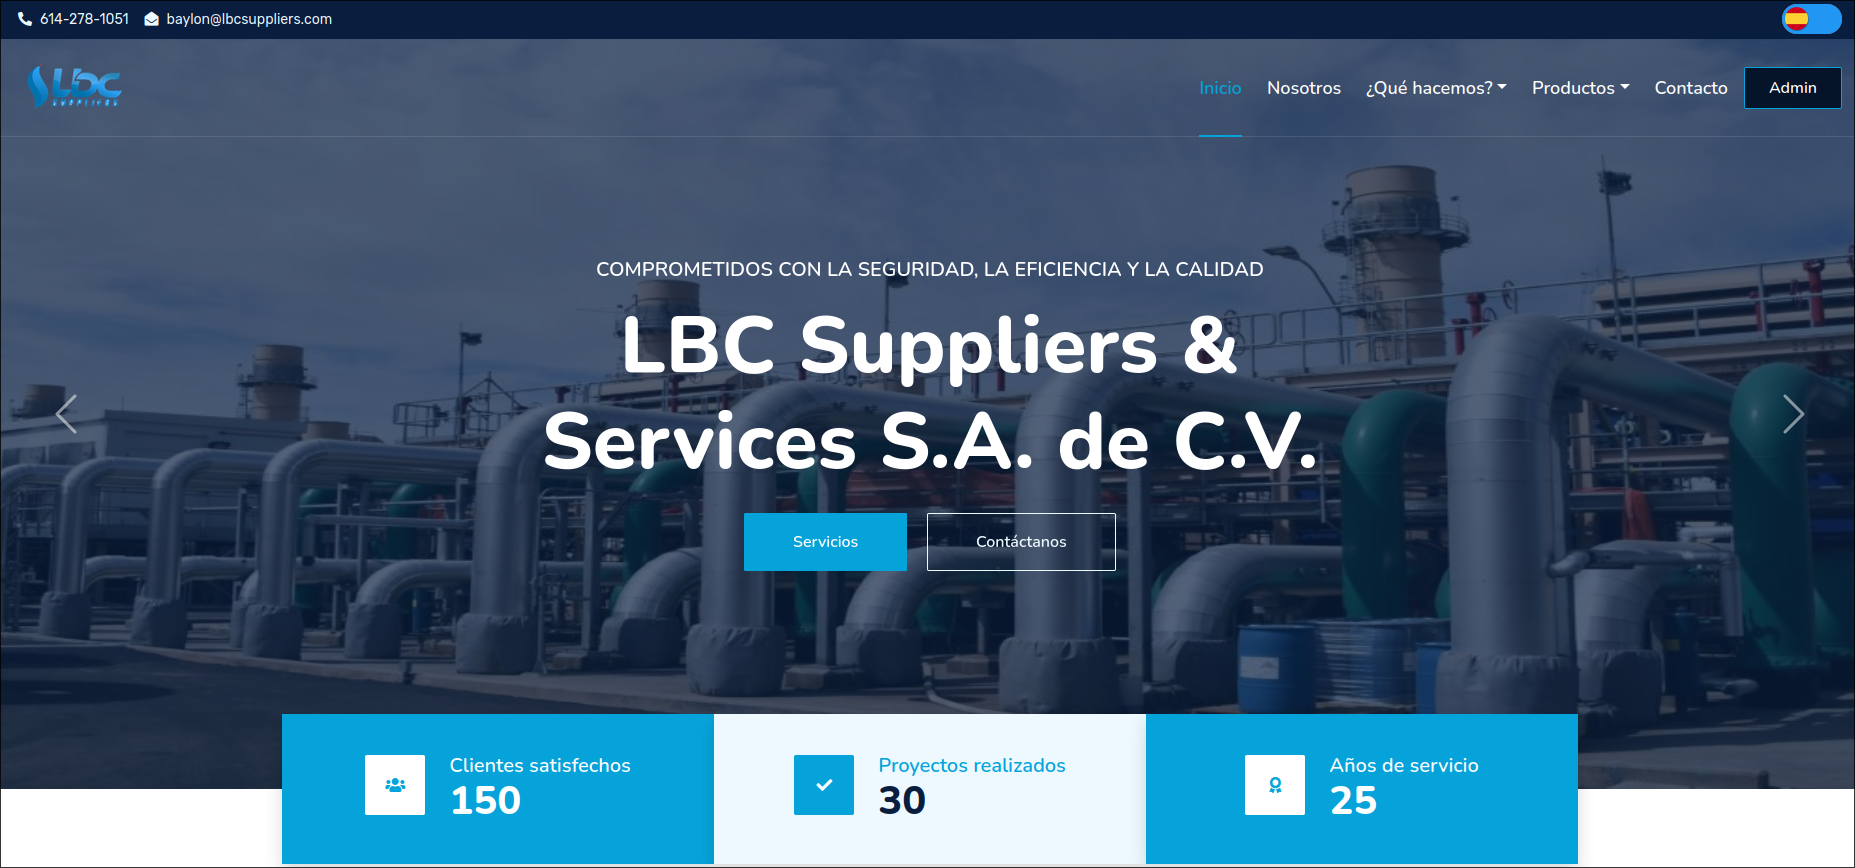 614-278-1051 baylon@lbcsuppliers.com
LBC
SUPPLIERS
Inicio Nosotros ¿Qué hacemos? Productos Contacto Admin
COMPROMETIDOS CON LA SEGURIDAD, LA EFICIENCIA Y LA CALIDAD
LBC Suppliers &
Services S.A. de C.V.
Servicios Contáctanos
Clientes satisfechos
150
Proyectos realizados
30
Años de servicio
25